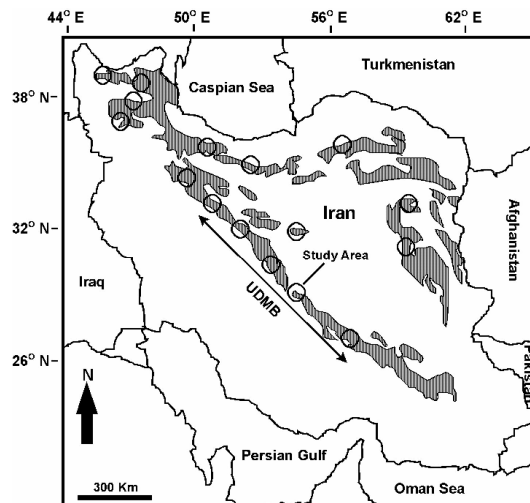 44° E
50° E
56° E
62° E
Turkmenistan
Caspian Sea
38° N
Iran
Afghanistan
32° N
Study Area
Iraq
UDMB
26° N
Pakistan
N
Persian Gulf
300 Km
Oman Sea